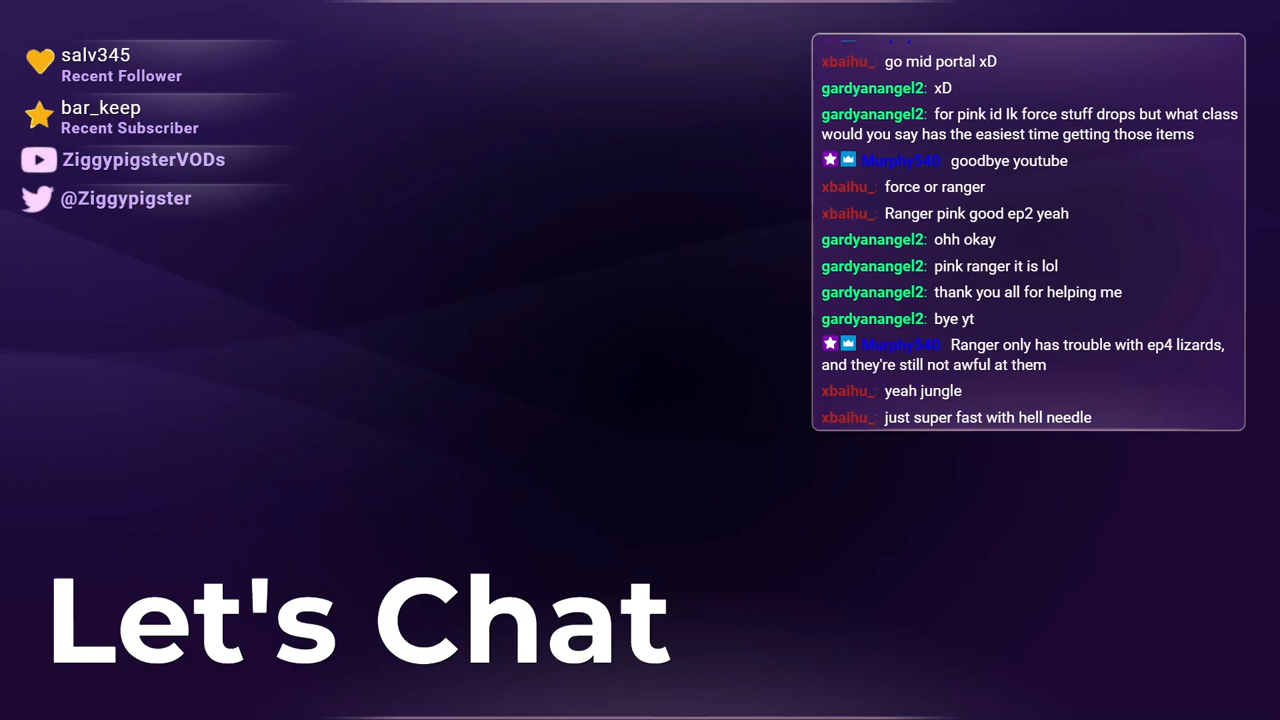 salv345
Recent Follower
bar_keep
Recent Subscriber
ZiggypigsterVODs
@Ziggypigster
xbaihu_: go mid portal xD
gardyanangel2: xD
gardyanangel2: for pink id lk force stuff drops but what class
would you say has the easiest time getting those items
Murphy540: goodbye youtube
xbaihu_: force or ranger
xbaihu_: Ranger pink good ep2 yeah
gardyanangel2: ohh okay
gardyanangel2: pink ranger it is lol
gardyanangel2: thank you all for helping me
gardyanangel2: bye yt
Murphy540: Ranger only has trouble with ep4 lizards,
and they're still not awful at them
xbaihu_: yeah jungle
xbaihu_: just super fast with hell needle
Let's Chat